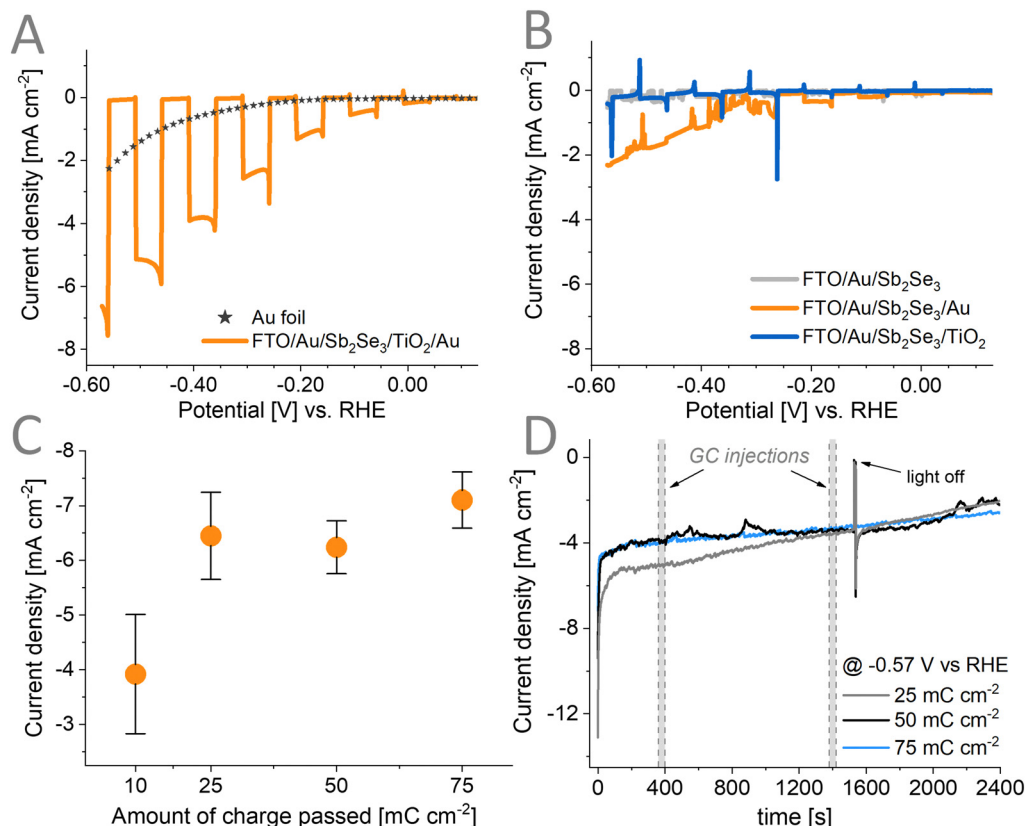 A
Current density [mA cm⁻²]
0
-2
-4
-6
-8
Au foil
FTO/Au/Sb₂Se₃/TiO₂/Au
-0.60
-0.40
-0.20
0.00
Potential [V] vs. RHE
B
Current density [mA cm⁻²]
0
-2
-4
-6
-8
FTO/Au/Sb₂Se₃
FTO/Au/Sb₂Se₃/Au
FTO/Au/Sb₂Se₃/TiO₂
-0.60
-0.40
-0.20
0.00
Potential [V] vs. RHE
C
Current density [mA cm⁻²]
-8
-7
-6
-5
-4
-3
10
25
50
75
Amount of charge passed [mC cm⁻²]
D
Current density [mA cm⁻²]
0
-4
-8
-12
GC injections
light off
@ -0.57 V vs RHE
25 mC cm⁻²
50 mC cm⁻²
75 mC cm⁻²
0
400
800
1200
1600
2000
2400
time [s]